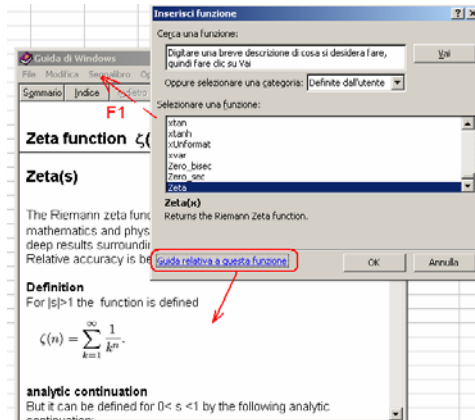 Inserisci funzione
Cerca una funzione:
Digitare una breve descrizione di cosa si desidera fare,
quindi fare clic su Vai
Vai
Oppure selezionare una categoria: Definite dall'utente
Selezionare una funzione:
xtan
xtanh
xUnformat
xvar
Zero_bisec
Zero_sec
Zeta
Zeta(x)
Returns the Riemann Zeta function.
Guida relativa a questa funzione
OK
Annulla
Guida di Windows
File Modifica Segnalibro
Sommario Indice
F1
Zeta function ζ(
Zeta(s)
The Riemann zeta func
mathematics and phys
deep results surroundin
Relative accuracy is be
Definition
For |s|>1 the function is defined
ζ(n) = ∑ 1/k^n.
k=1
∞
analytic continuation
But it can be defined for 0< s <1 by the following analytic
continuation: